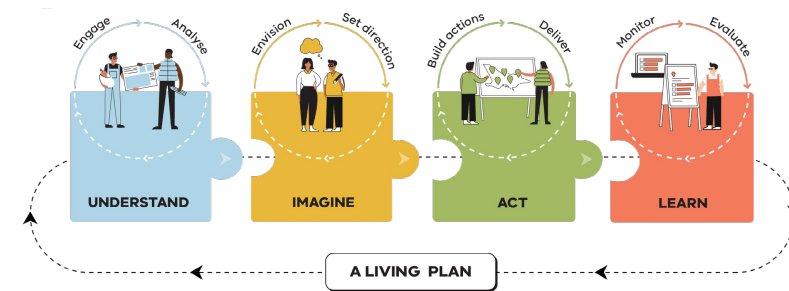 Engage
Analyse
Envision
Set direction
Build actions
Deliver
Monitor
Evaluate
UNDERSTAND
IMAGINE
ACT
LEARN
A LIVING PLAN